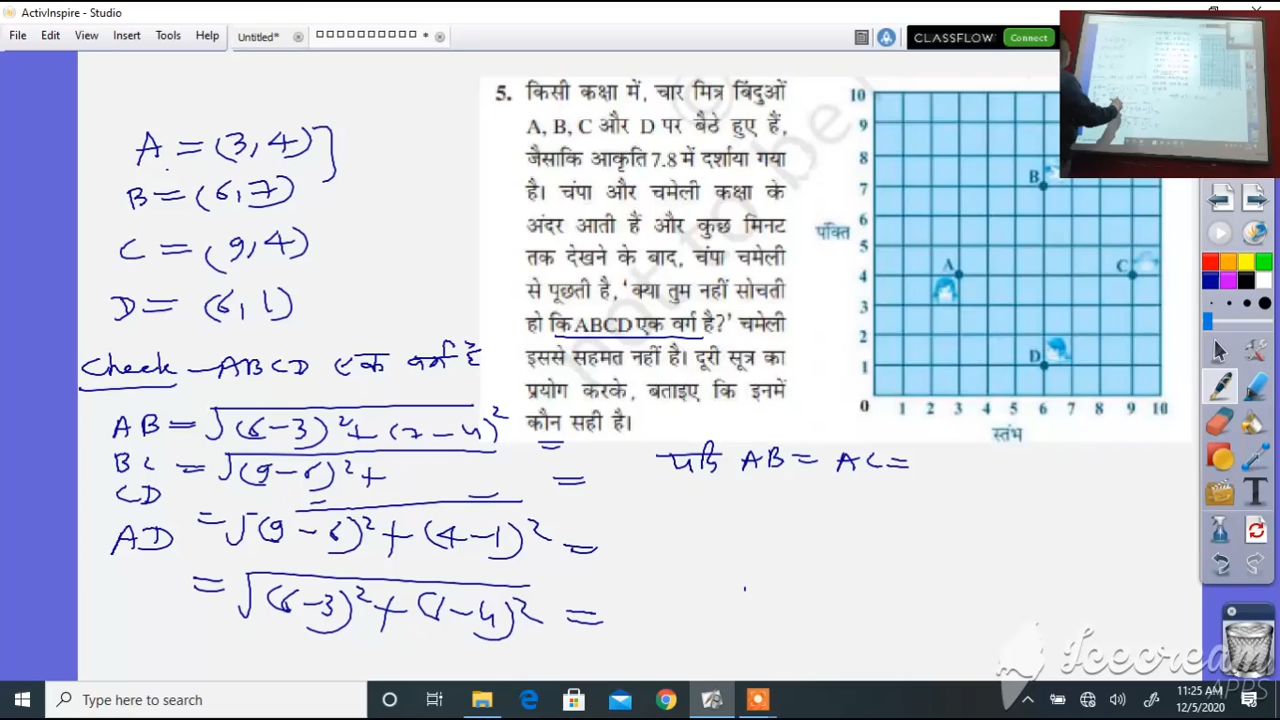 ActivInspire - Studio
File Edit View Insert Tools Help
Untitled*
CLASSFLOW Connect
A = (3,4)
B = (6,7)
C = (9,4)
D = (6,1)
Check - ABCD एक वर्ग है
AB = √(6-3)²+(7-4)² =
BC = √(9-6)²+ =
CD
= √(9-6)²+(4-1)² =
AD
= √(6-3)²+(1-4)² =
5. किसी कक्षा में, चार मित्र बिंदुओं
A, B, C और D पर बैठे हुए हैं,
जैसाकि आकृति 7.8 में दर्शाया गया
है। चंपा और चमेली कक्षा के
अंदर आती हैं और कुछ मिनट
तक देखने के बाद, चंपा चमेली
से पूछती है, 'क्या तुम नहीं सोचती
हो कि ABCD एक वर्ग है?' चमेली
इससे सहमत नहीं है। दूरी सूत्र का
प्रयोग करके, बताइए कि इनमें
कौन सही है।
यदि AB = AC =
10
9
8
7
6
5
4
3
2
1
0 1 2 3 4 5 6 7 8 9 10
पंक्ति
स्तंभ
A
B
C
D
not to be
Icecream
APPS
Type here to search
11:25 AM
12/5/2020